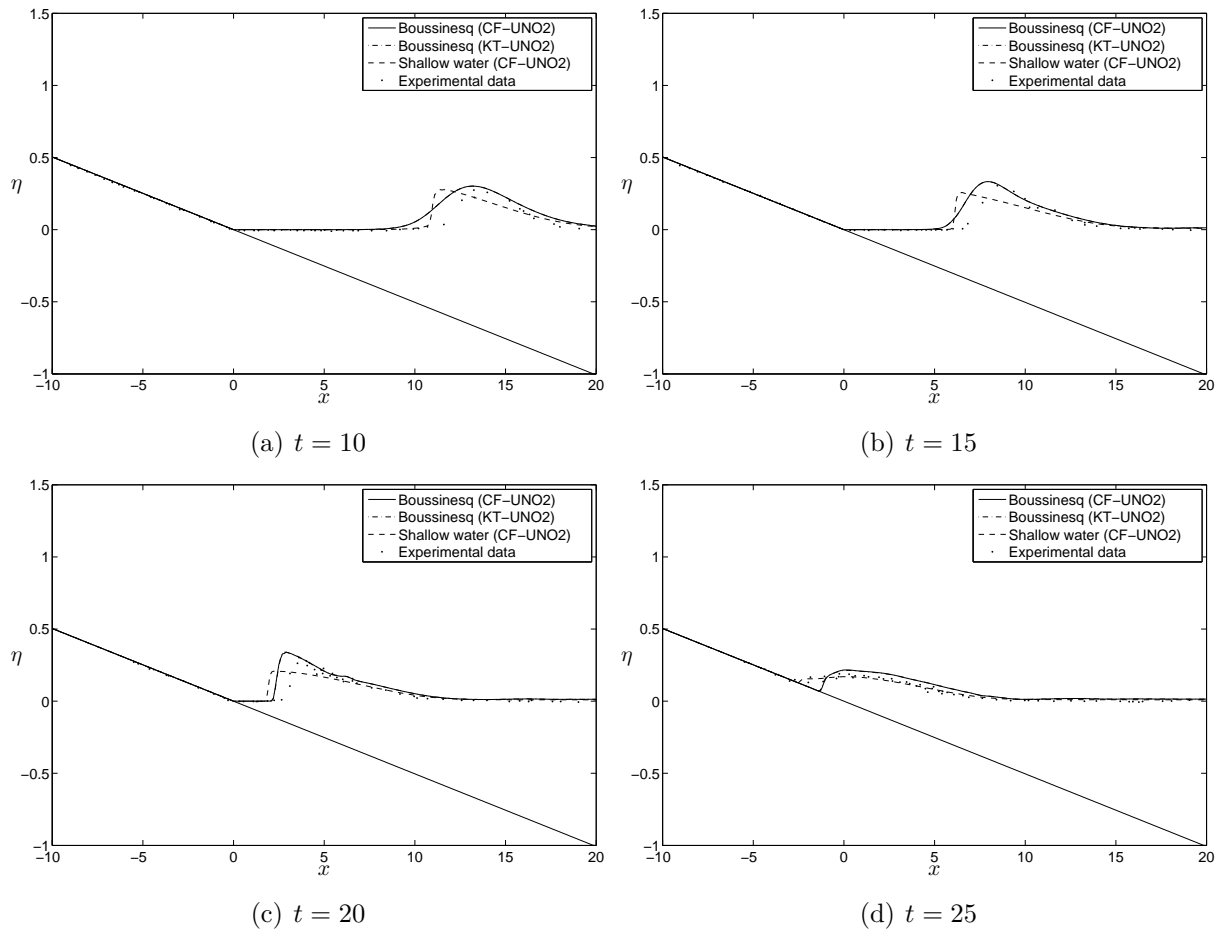 1.5
1
0.5
0
−0.5
−1
η
−10
−5
0
5
10
15
20
x
Boussinesq (CF−UNO2)
Boussinesq (KT−UNO2)
Shallow water (CF−UNO2)
Experimental data
(a) t = 10
1.5
1
0.5
0
−0.5
−1
η
−10
−5
0
5
10
15
20
x
Boussinesq (CF−UNO2)
Boussinesq (KT−UNO2)
Shallow water (CF−UNO2)
Experimental data
(b) t = 15
1.5
1
0.5
0
−0.5
−1
η
−10
−5
0
5
10
15
20
x
Boussinesq (CF−UNO2)
Boussinesq (KT−UNO2)
Shallow water (CF−UNO2)
Experimental data
(c) t = 20
1.5
1
0.5
0
−0.5
−1
η
−10
−5
0
5
10
15
20
x
Boussinesq (CF−UNO2)
Boussinesq (KT−UNO2)
Shallow water (CF−UNO2)
Experimental data
(d) t = 25